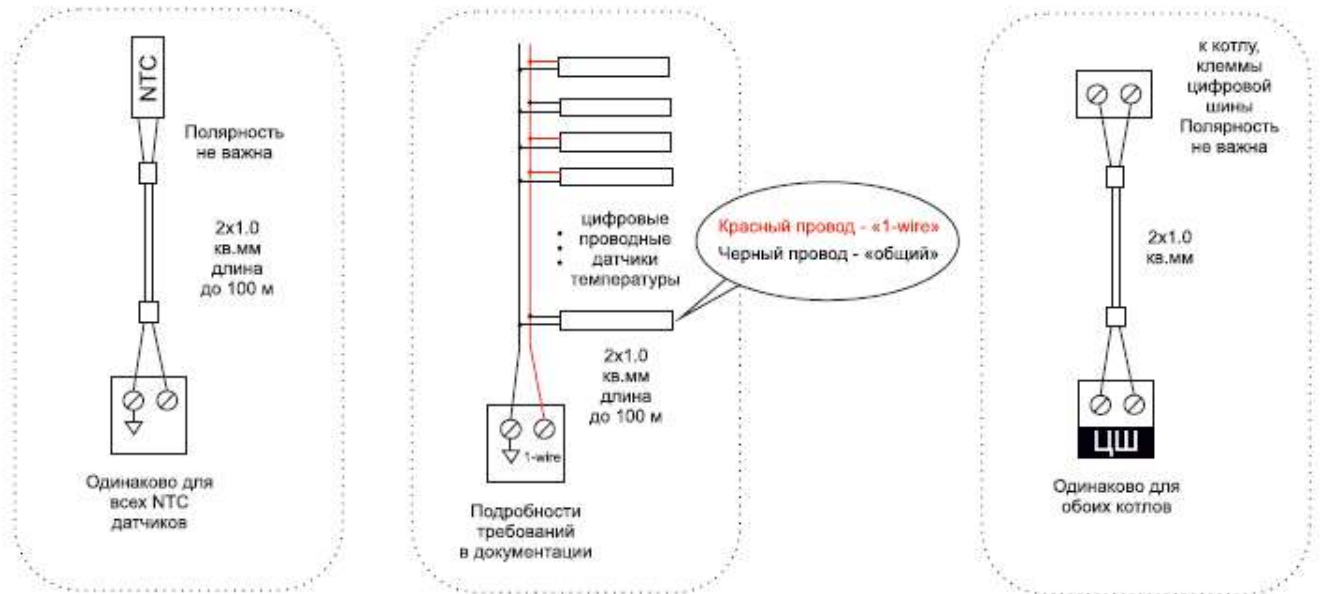 NTC
Полярность
не важна
2x1.0
кв.мм
длина
до 100 м
Одинаково для
всех NTC
датчиков
цифровые
проводные
датчики
температуры
Красный провод - «1-wire»
Черный провод - «общий»
2x1.0
кв.мм
длина
до 100 м
1-wire
Подробности
требований
в документации
к котлу,
клеммы
цифровой
шины
Полярность
не важна
2x1.0
кв.мм
ЦШ
Одинаково для
обоих котлов